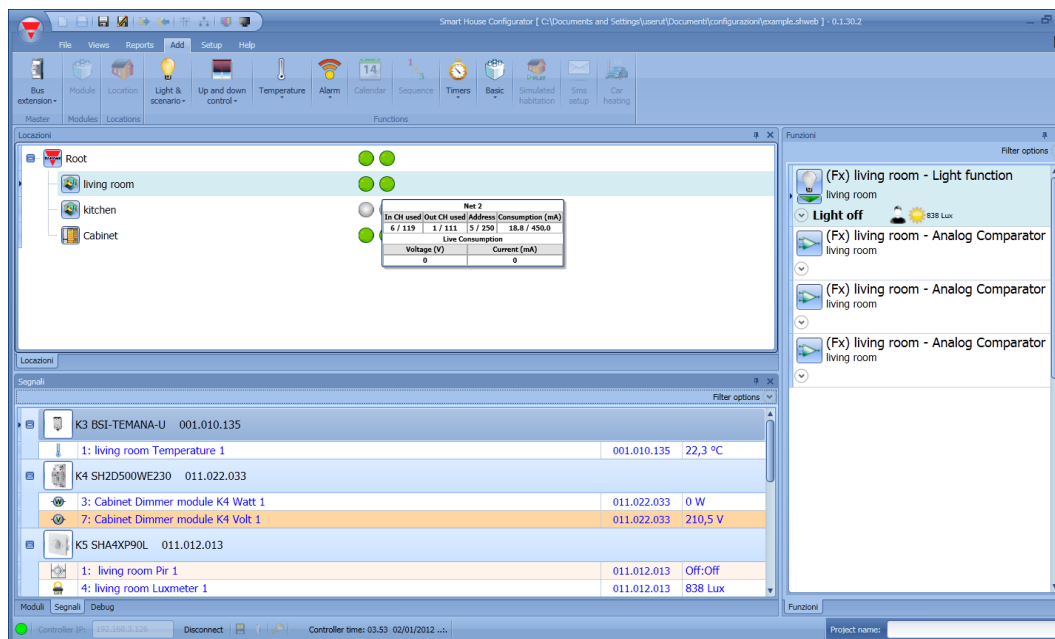 Smart House Configurator [ C:\Documents and Settings\userut\Documenti\configurazioni\example.shweb ] - 0.1.30.2
File Views Reports Add Setup Help
Bus extension Module Location Light & scenario Up and down control Temperature Alarm Calendar Sequence Timers Basic Simulated habitation Sms setup Car heating
Master Modules Locations Functions
Locazioni
Root
living room
kitchen
Cabinet
Net 2
In CH used Out CH used Address Consumption (mA)
6 / 119 1 / 111 5 / 250 18.8 / 450,0
Live Consumption
Voltage (V) Current (mA)
0 0
Locazioni
Segnali
Filter options
K3 BSI-TEMANA-U 001.010.135
1: living room Temperature 1 001.010.135 22,3 ºC
K4 SH2D500WE230 011.022.033
3: Cabinet Dimmer module K4 Watt 1 011.022.033 0 W
7: Cabinet Dimmer module K4 Volt 1 011.022.033 210,5 V
K5 SHA4XP90L 011.012.013
1: living room Pir 1 011.012.013 Off:Off
4: living room Luxmeter 1 011.012.013 838 Lux
Moduli Segnali Debug
Funzioni
Filter options
(Fx) living room - Light function
living room
Light off 838 Lux
(Fx) living room - Analog Comparator
living room
(Fx) living room - Analog Comparator
living room
(Fx) living room - Analog Comparator
living room
Funzioni
Controller IP: 192.168.3.126 Disconnect Controller time: 03.53 02/01/2012 ..:. Project name: